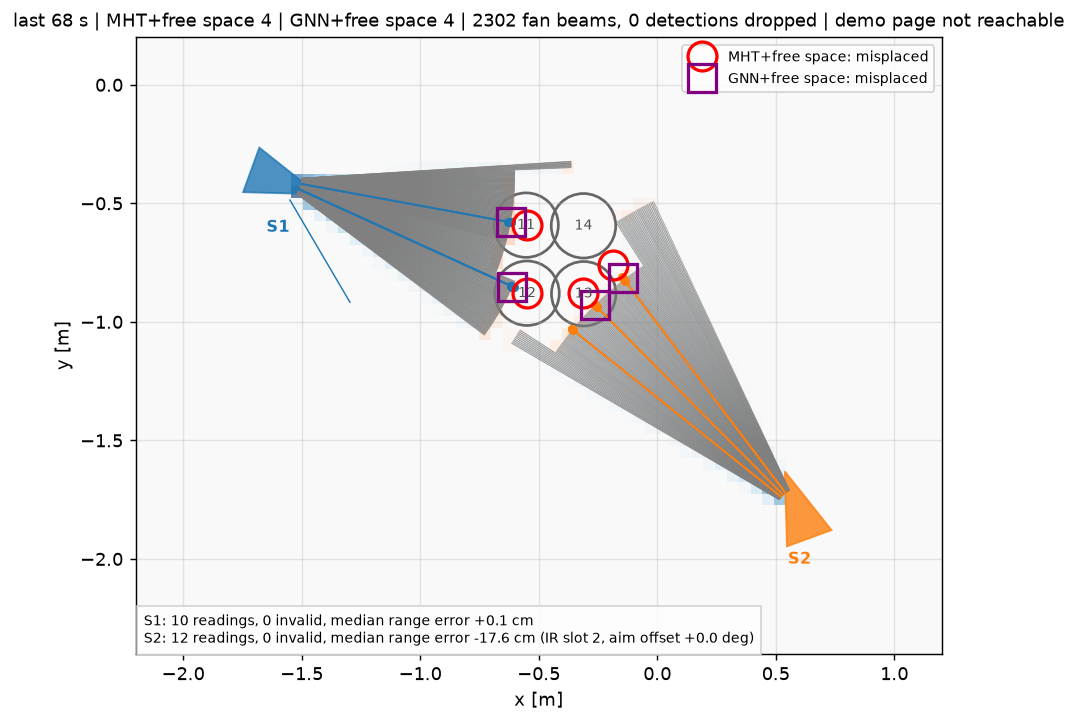 last 68 s | MHT+free space 4 | GNN+free space 4 | 2302 fan beams, 0 detections dropped | demo page not reachable
MHT+free space: misplaced
GNN+free space: misplaced
0.0
−0.5
−1.0
−1.5
−2.0
y [m]
S1
11
14
12
13
S2
S1: 10 readings, 0 invalid, median range error +0.1 cm
S2: 12 readings, 0 invalid, median range error -17.6 cm (IR slot 2, aim offset +0.0 deg)
−2.0 −1.5 −1.0 −0.5 0.0 0.5 1.0
x [m]